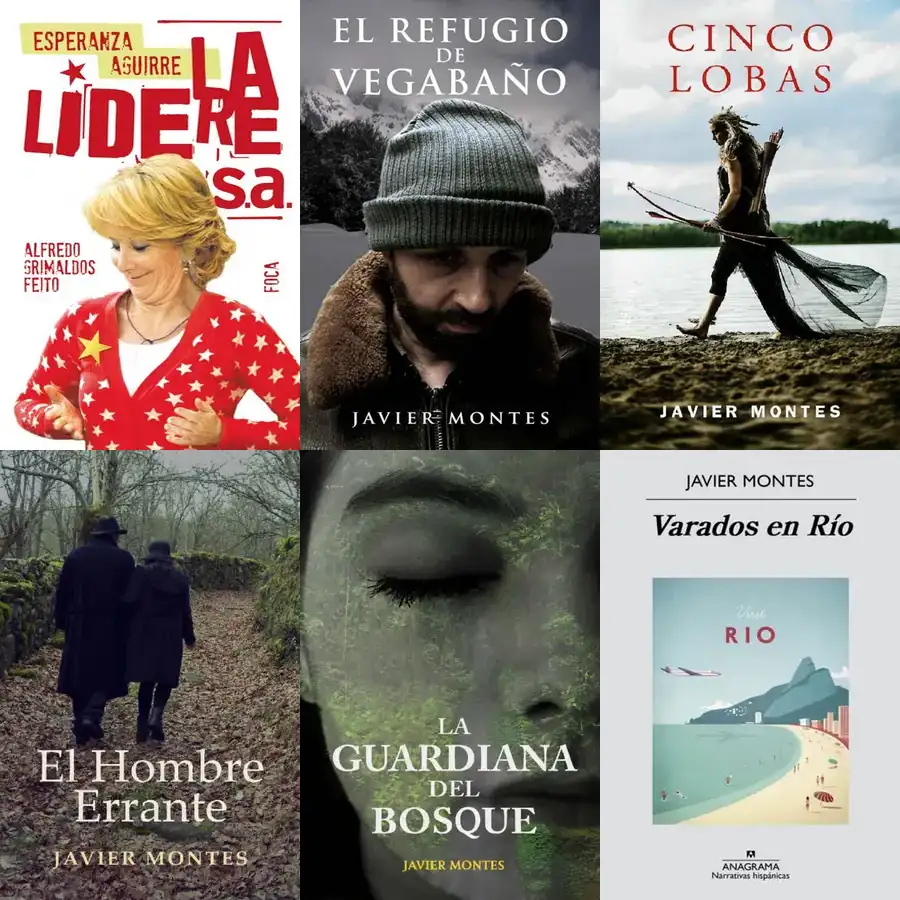 ESPERANZA
AGUIRRE
LA
LIDERE
s.a.
ALFREDO
GRIMALDOS
FEITO
FOCA
EL REFUGIO
DE
VEGABAÑO
JAVIER MONTES
CINCO
LOBAS
JAVIER MONTES
El Hombre
Errante
JAVIER MONTES
LA
GUARDIANA
DEL
BOSQUE
JAVIER MONTES
JAVIER MONTES
Varados en Río
Visit
RIO
ANAGRAMA
Narrativas hispánicas